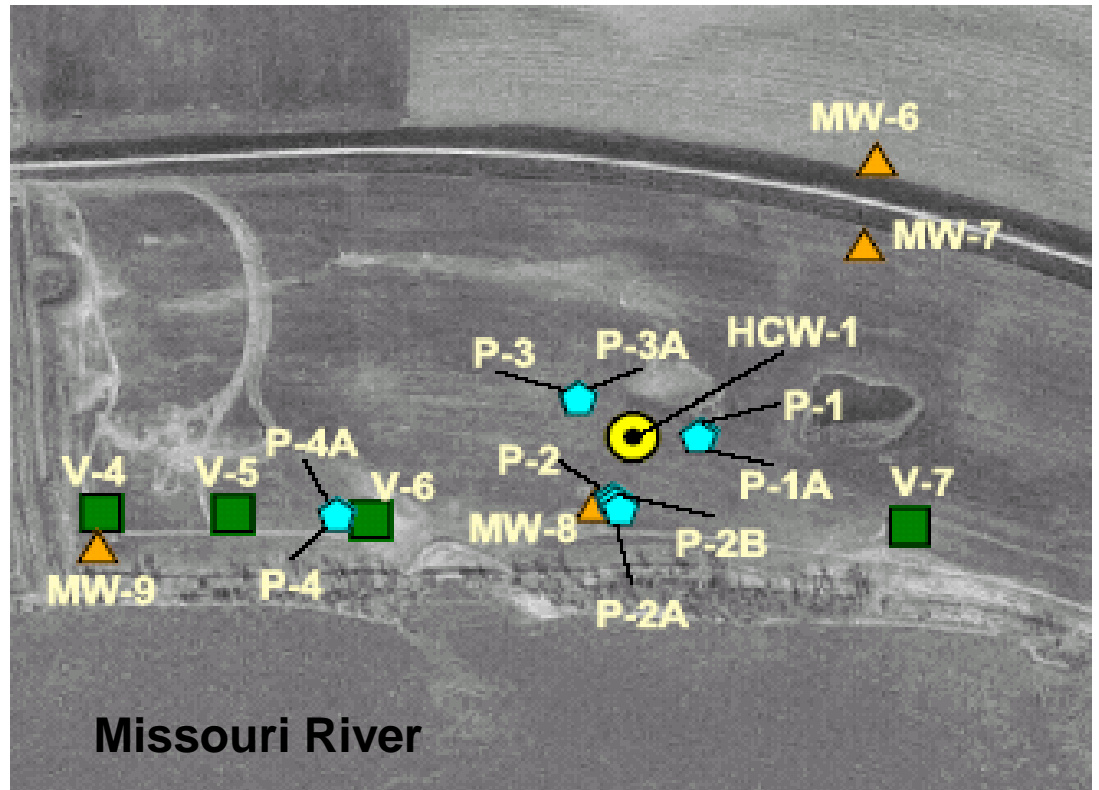 MW-6
MW-7
HCW-1
P-3A
P-3
P-1
P-4A
P-2
V-4
V-5
V-6
P-1A
V-7
MW-8
P-2B
P-4
MW-9
P-2A
Missouri River